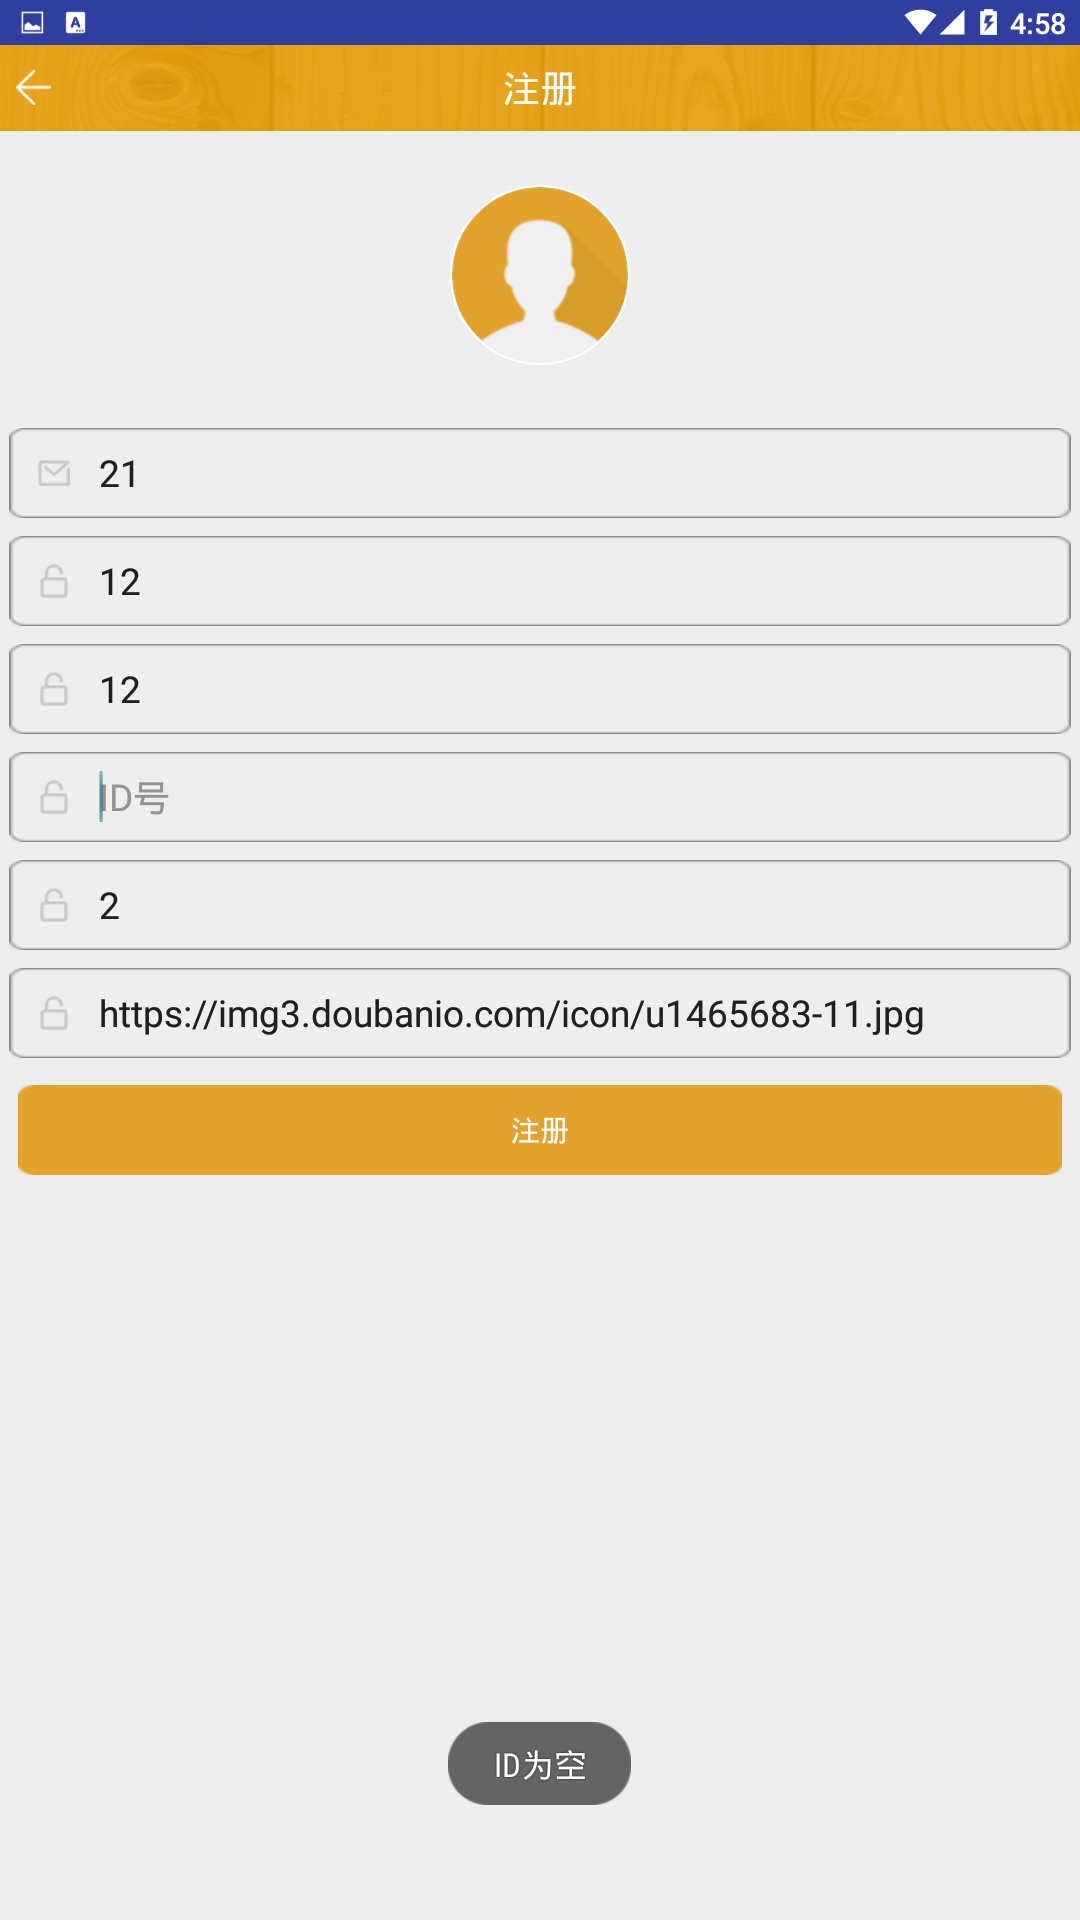 4:58
注册
21
12
12
ID号
2
https://img3.doubanio.com/icon/u1465683-11.jpg
注册
ID为空